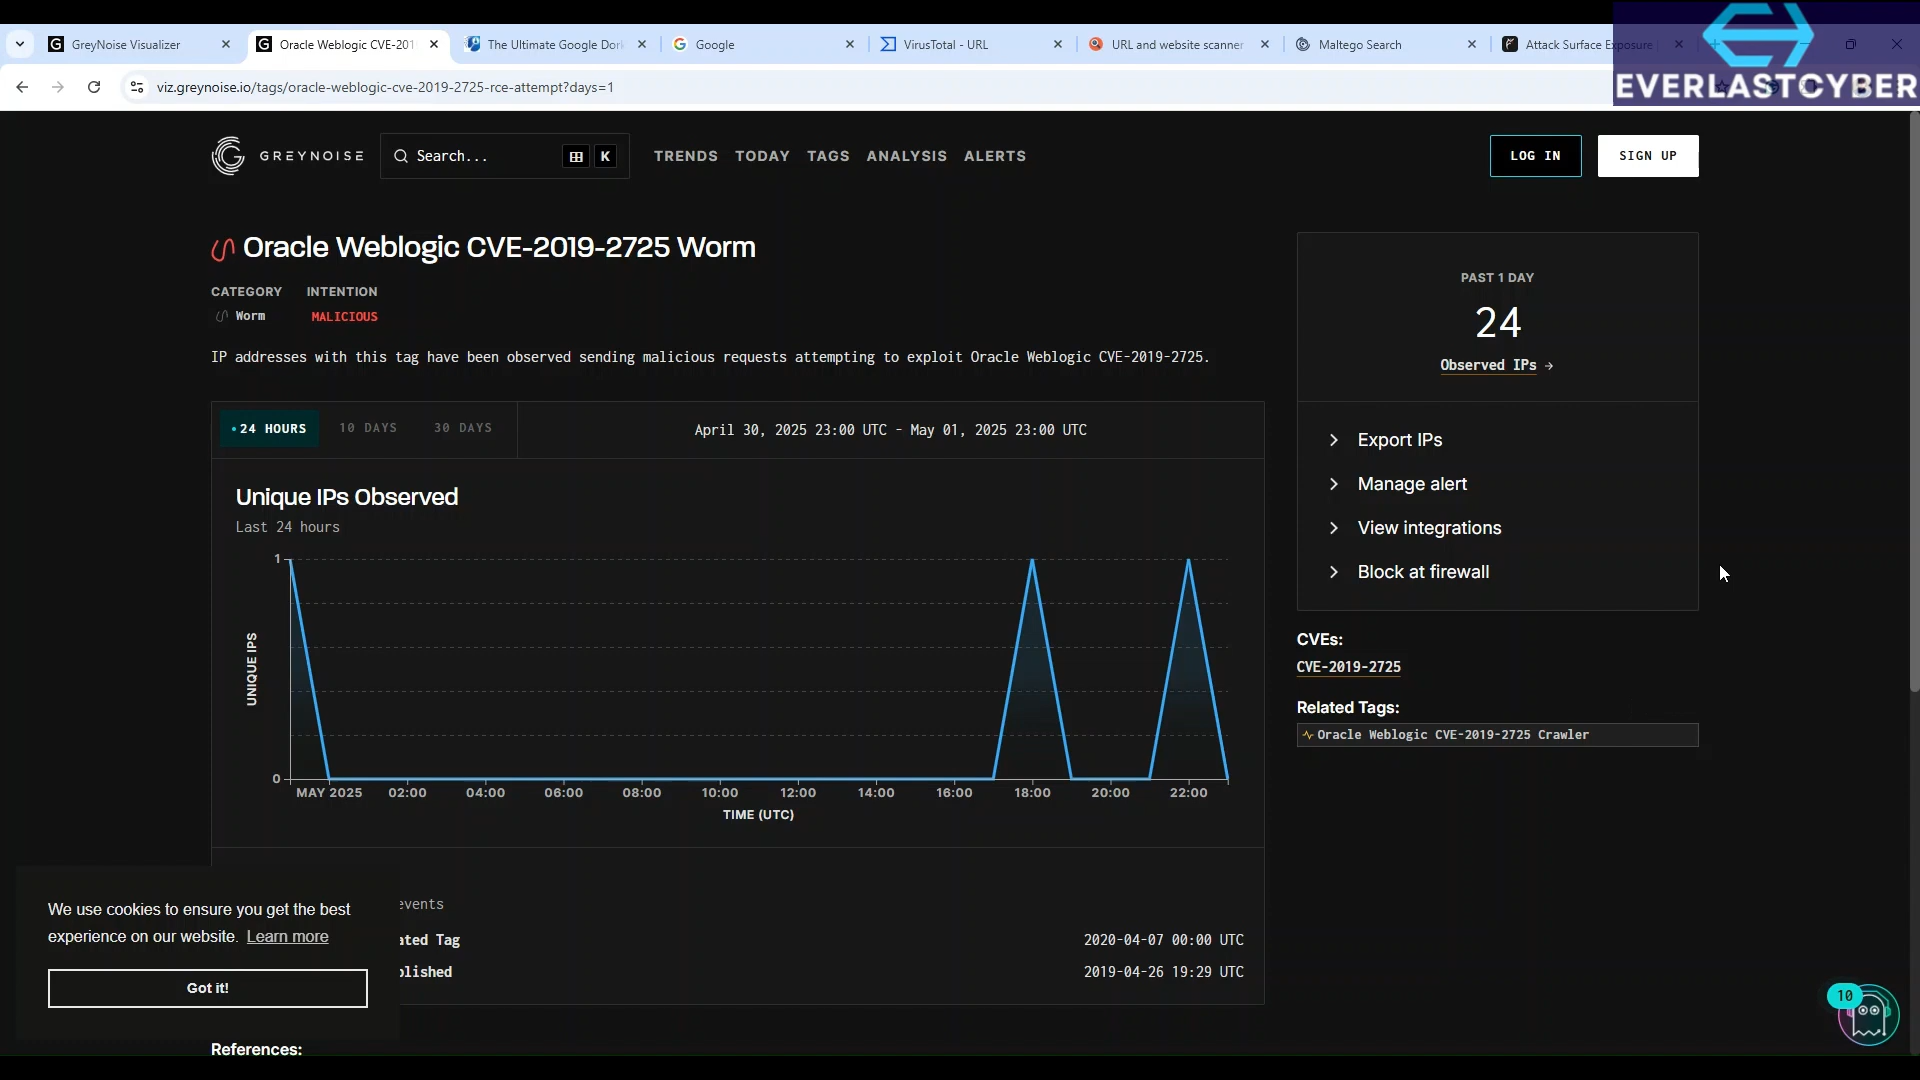 GreyNoise Visualizer
Oracle Weblogic CVE-201
The Ultimate Google Dork
Google
VirusTotal - URL
URL and website scanner
Maltego Search
Attack Surface Exposure
EVERLASTCYBER
viz.greynoise.io/tags/oracle-weblogic-cve-2019-2725-rce-attempt?days=1
GREYNOISE
Search...
K
TRENDS
TODAY
TAGS
ANALYSIS
ALERTS
LOG IN
SIGN UP
Oracle Weblogic CVE-2019-2725 Worm
CATEGORY
INTENTION
Worm
MALICIOUS
IP addresses with this tag have been observed sending malicious requests attempting to exploit Oracle Weblogic CVE-2019-2725.
24 HOURS
10 DAYS
30 DAYS
April 30, 2025 23:00 UTC - May 01, 2025 23:00 UTC
Unique IPs Observed
Last 24 hours
1
0
UNIQUE IPS
MAY 2025
02:00
04:00
06:00
08:00
10:00
12:00
14:00
16:00
18:00
20:00
22:00
TIME (UTC)
events
ated Tag
2020-04-07 00:00 UTC
blished
2019-04-26 19:29 UTC
References:
PAST 1 DAY
24
Observed IPs →
Export IPs
Manage alert
View integrations
Block at firewall
CVEs:
CVE-2019-2725
Related Tags:
Oracle Weblogic CVE-2019-2725 Crawler
We use cookies to ensure you get the best
experience on our website. Learn more
Got it!
10